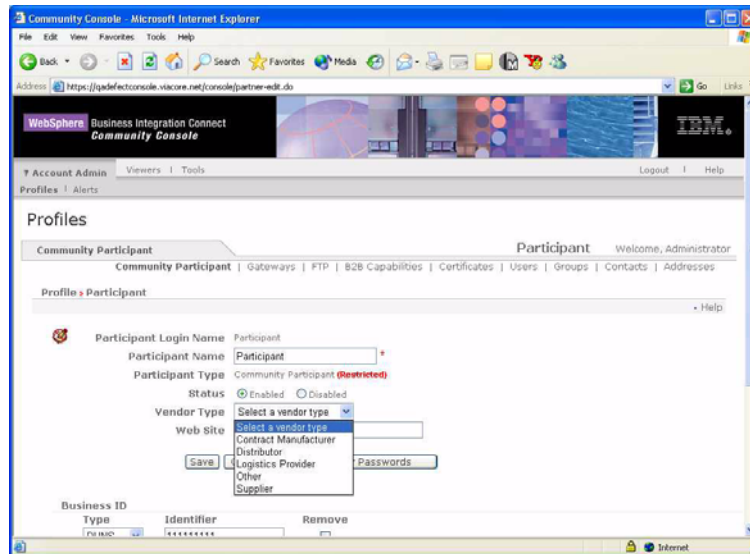 Community Console - Microsoft Internet Explorer
File Edit View Favorites Tools Help
Back Search Favorites Media
Address https://qadefectconsole.viacore.net/console/partner-edit.do Go Links
WebSphere Business Integration Connect
Community Console
IBM
Account Admin Viewers | Tools Logout | Help
Profiles | Alerts
Profiles
Community Participant Participant Welcome, Administrator
Community Participant | Gateways | FTP | B2B Capabilities | Certificates | Users | Groups | Contacts | Addresses
Profile > Participant
Help
Participant Login Name Participant
Participant Name Participant *
Participant Type Community Participant (Restricted)
Status Enabled Disabled
Vendor Type Select a vendor type
Web Site
Select a vendor type
Contract Manufacturer
Distributor
Logistics Provider
Other
Supplier
Save Passwords
Business ID
Type Identifier Remove
DUNS 111111111
Internet